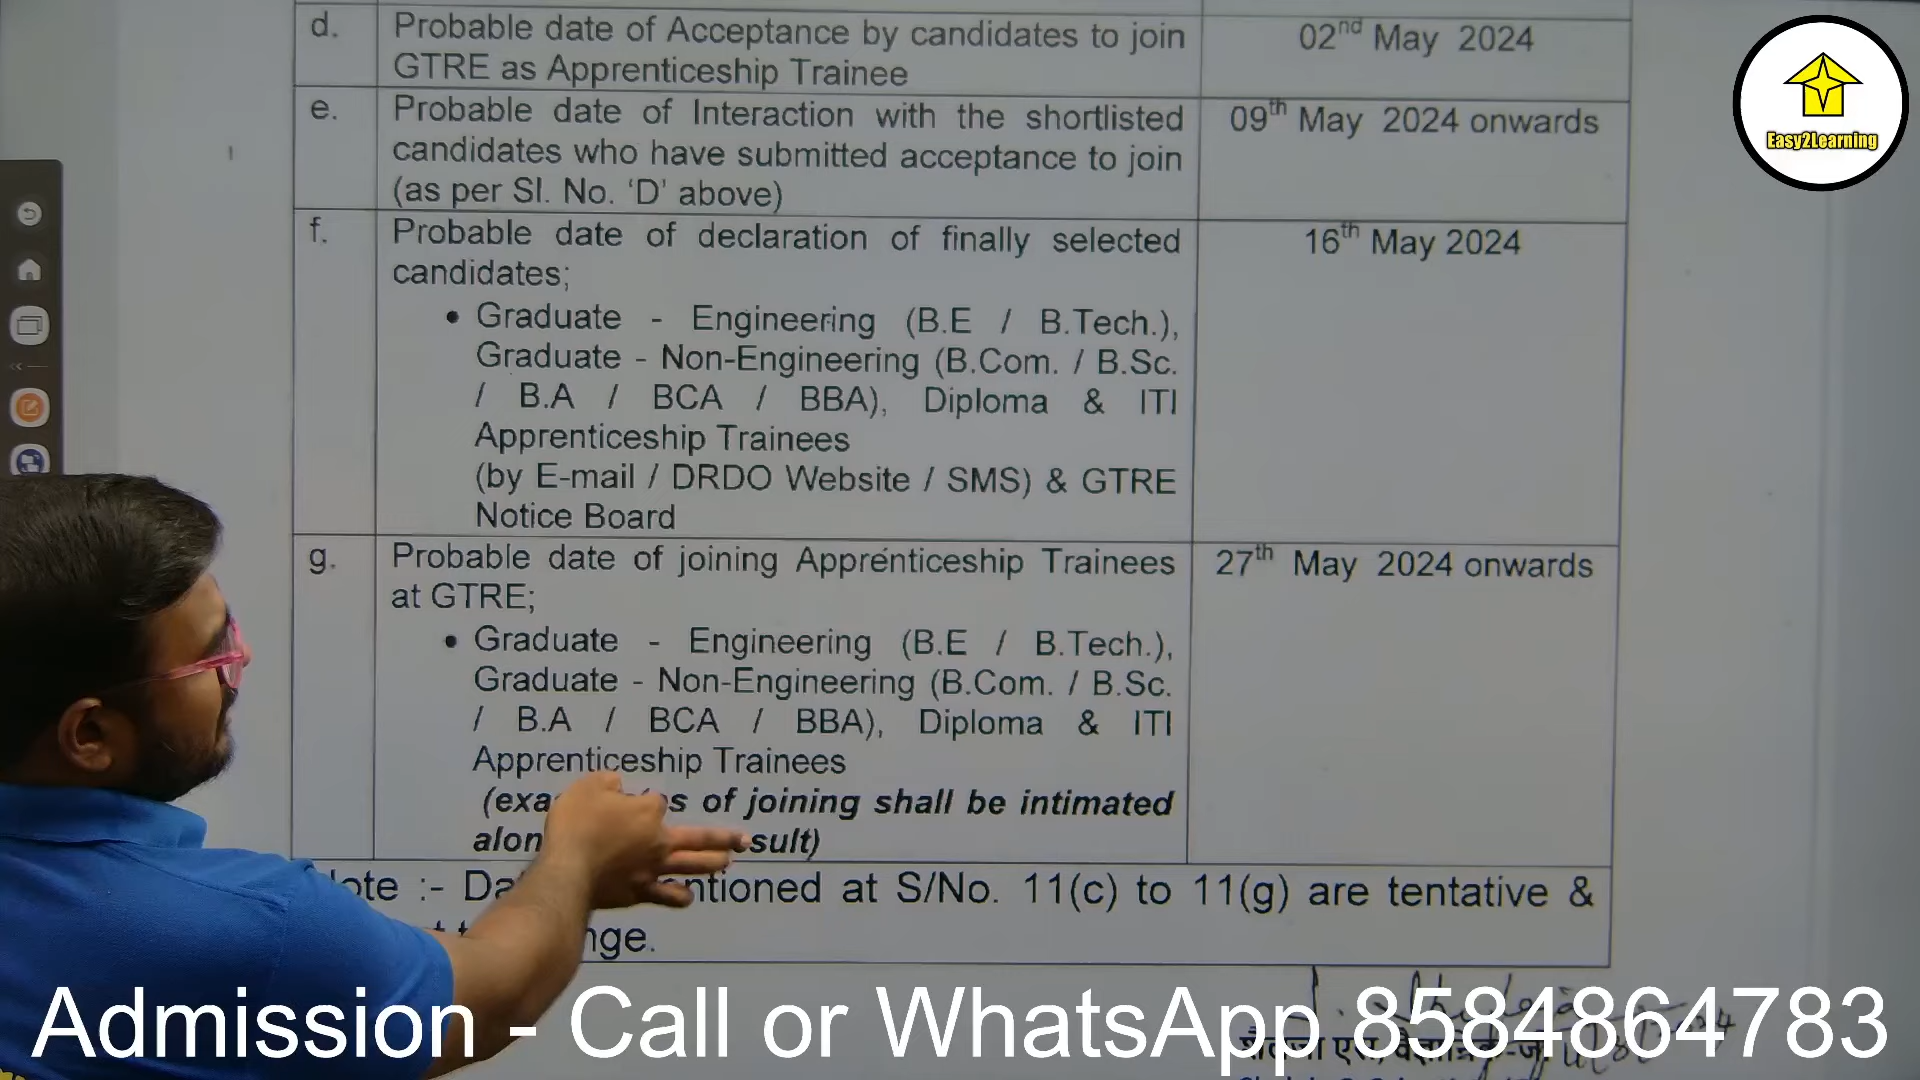 d.
Probable date of Acceptance by candidates to join
GTRE as Apprenticeship Trainee
02nd May 2024
e.
Probable date of Interaction with the shortlisted
candidates who have submitted acceptance to join
(as per Sl. No. ‘D’ above)
09th May 2024 onwards
f.
Probable date of declaration of finally selected
candidates;
• Graduate - Engineering (B.E / B.Tech.),
Graduate - Non-Engineering (B.Com. / B.Sc.
/ B.A / BCA / BBA), Diploma & ITI
Apprenticeship Trainees
(by E-mail / DRDO Website / SMS) & GTRE
Notice Board
16th May 2024
g.
Probable date of joining Apprenticeship Trainees
at GTRE;
• Graduate - Engineering (B.E / B.Tech.),
Graduate - Non-Engineering (B.Com. / B.Sc.
/ B.A / BCA / BBA), Diploma & ITI
Apprenticeship Trainees
of joining shall be intimated
27th May 2024 onwards
:- at S/No. 11(c) to 11(g) are tentative &
Easy2Learning
Admission - Call or WhatsApp 8584864783